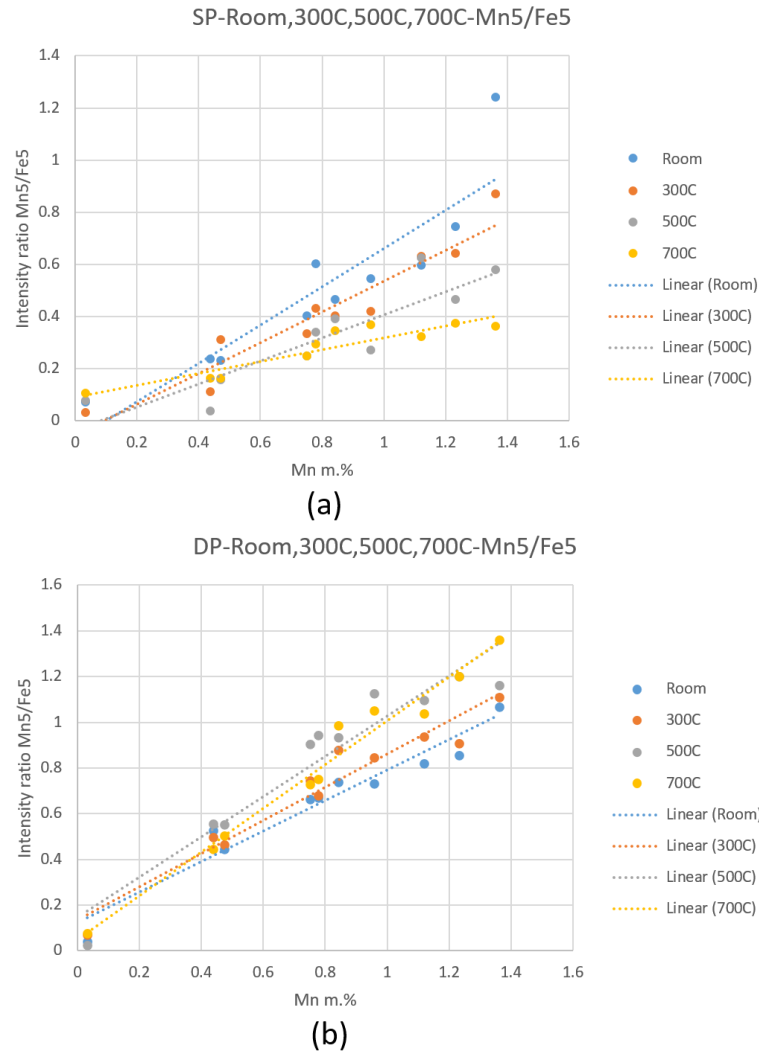 SP-Room,300C,500C,700C-Mn5/Fe5
Intensity ratio Mn5/Fe5
1.4
1.2
1
0.8
0.6
0.4
0.2
0
0 0.2 0.4 0.6 0.8 1 1.2 1.4 1.6
Mn m.%
Room
300C
500C
700C
Linear (Room)
Linear (300C)
Linear (500C)
Linear (700C)
(a)
DP-Room,300C,500C,700C-Mn5/Fe5
Intensity ratio Mn5/Fe5
1.6
1.4
1.2
1
0.8
0.6
0.4
0.2
0
0 0.2 0.4 0.6 0.8 1 1.2 1.4 1.6
Mn m.%
Room
300C
500C
700C
Linear (Room)
Linear (300C)
Linear (500C)
Linear (700C)
(b)